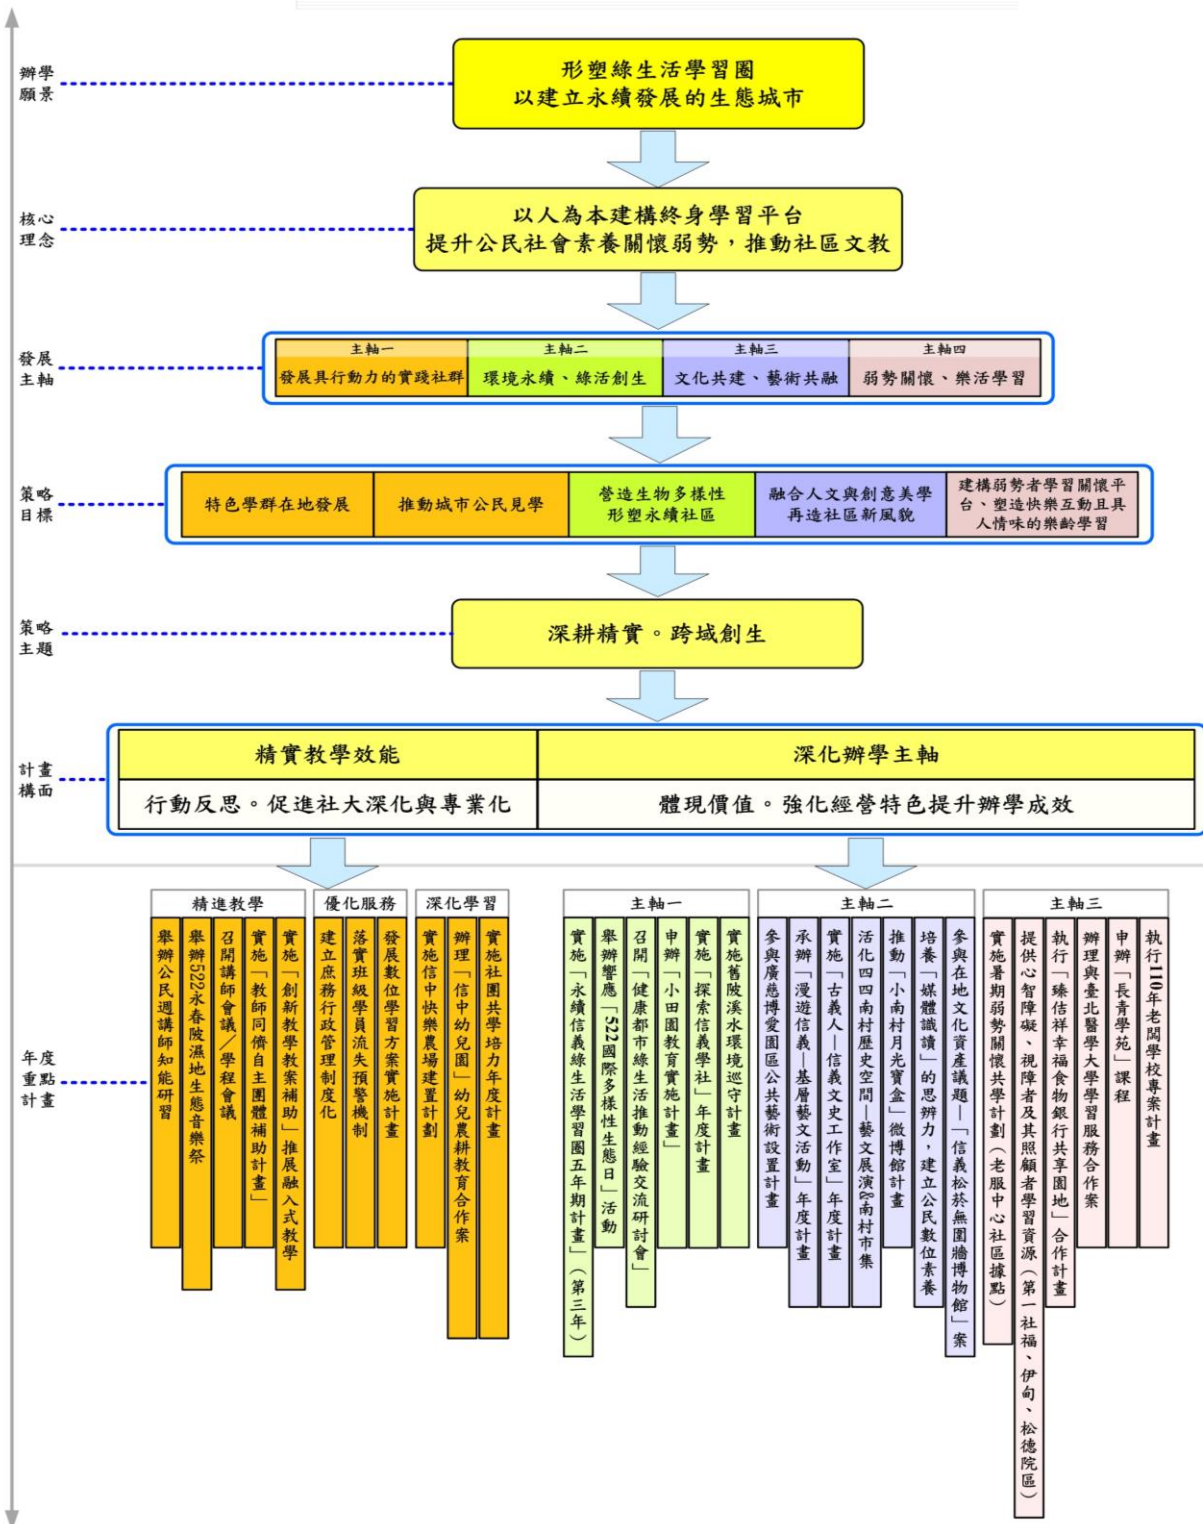 辦學
願景
形塑綠生活學習圈
以建立永續發展的生態城市
核心
理念
以人為本建構終身學習平台
提升公民社會素養關懷弱勢，推動社區文教
發展
主軸
主軸一
發展具行動力的實踐社群
主軸二
環境永續、綠活創生
主軸三
文化共建、藝術共融
主軸四
弱勢關懷、樂活學習
策略
目標
特色學群在地發展
推動城市公民見學
營造生物多樣性
形塑永續社區
融合人文與創意美學
再造社區新風貌
建構弱勢者學習關懷平
台、塑造快樂互動且具
人情味的樂齡學習
策略
主題
深耕精實。跨域創生
計畫
構面
精實教學效能
行動反思。促進社大深化與專業化
深化辦學主軸
體現價值。強化經營特色提升辦學成效
年度
重點
計畫
精進教學
舉辦公民週講師知能研習
舉辦522永春陂濕地生態音樂祭
召開講師會議／學程會議
實施「教師同儕自主團體補助計畫」
實施「創新教學教案補助」推展融入式教學
優化服務
建立庶務行政管理制度化
落實班級學員流失預警機制
發展數位學習方案實施計畫
深化學習
實施信中快樂農場建置計劃
辦理「信中幼兒園」幼兒農耕教育合作案
實施社團共學培力年度計畫
主軸一
實施「永續信義綠生活學習圈五年期計畫」（第三年）
舉辦響應「522國際多樣性生態日」活動
召開「健康都市綠生活推動經驗交流研討會」
申辦「小田園教育實施計畫」
實施「探索信義學社」年度計畫
實施舊陂溪水環境巡守計畫
主軸二
參與廣慈博愛園區公共藝術設置計畫
承辦「漫遊信義—基層藝文活動」年度計畫
實施「古義人—信義文史工作室」年度計畫
活化四四南村歷史空間—藝文展演&南村市集
推動「小南村月光寶盒」微博館計畫
培養「媒體識讀」的思辨力，建立公民數位素養
參與在地文化資產議題—「信義松菸無圍牆博物館」案
主軸三
實施暑期弱勢關懷共學計劃（老服中心社區據點）
提供心智障礙、視障者及其照顧者學習資源（第一社福、伊甸、松德院區）
執行「臻佶祥幸福食物銀行共享園地」合作計畫
辦理與臺北醫學大學學習服務合作案
申辦「長青學苑」課程
執行110年老闆學校專案計畫